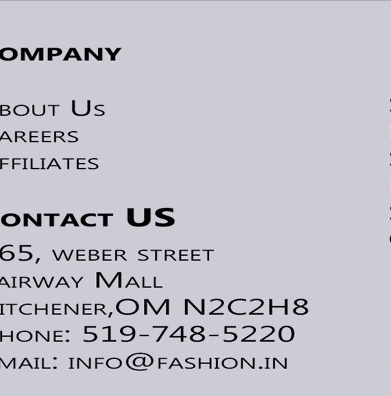 OMPANY
BOUT US
AREERS
FFILIATES
ONTACT US
65, WEBER STREET
AIRWAY MALL
ITCHENER,OM N2C2H8
HONE: 519-748-5220
MAIL: INFO@FASHION.IN